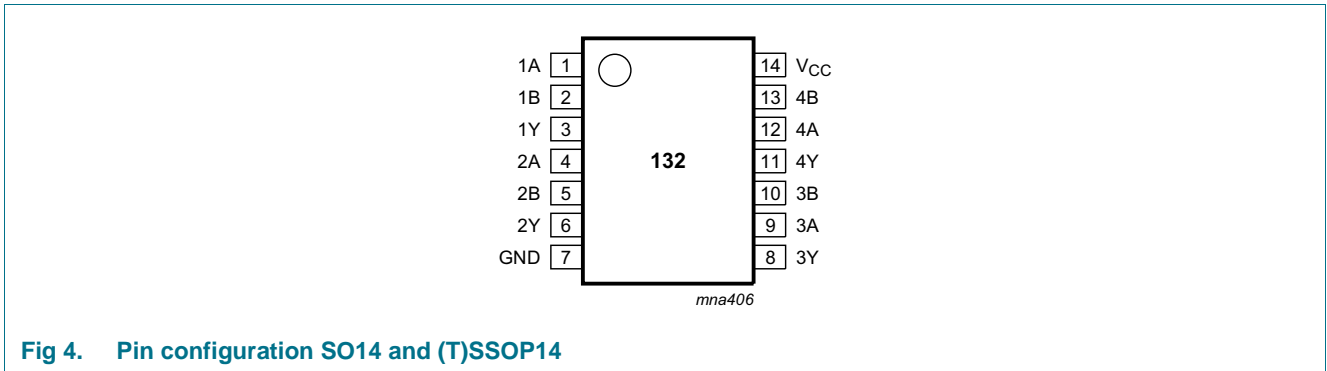 1A 1 14 VCC
1B 2 13 4B
1Y 3 12 4A
2A 4 132 11 4Y
2B 5 10 3B
2Y 6 9 3A
GND 7 8 3Y
mna406
Fig 4. Pin configuration SO14 and (T)SSOP14